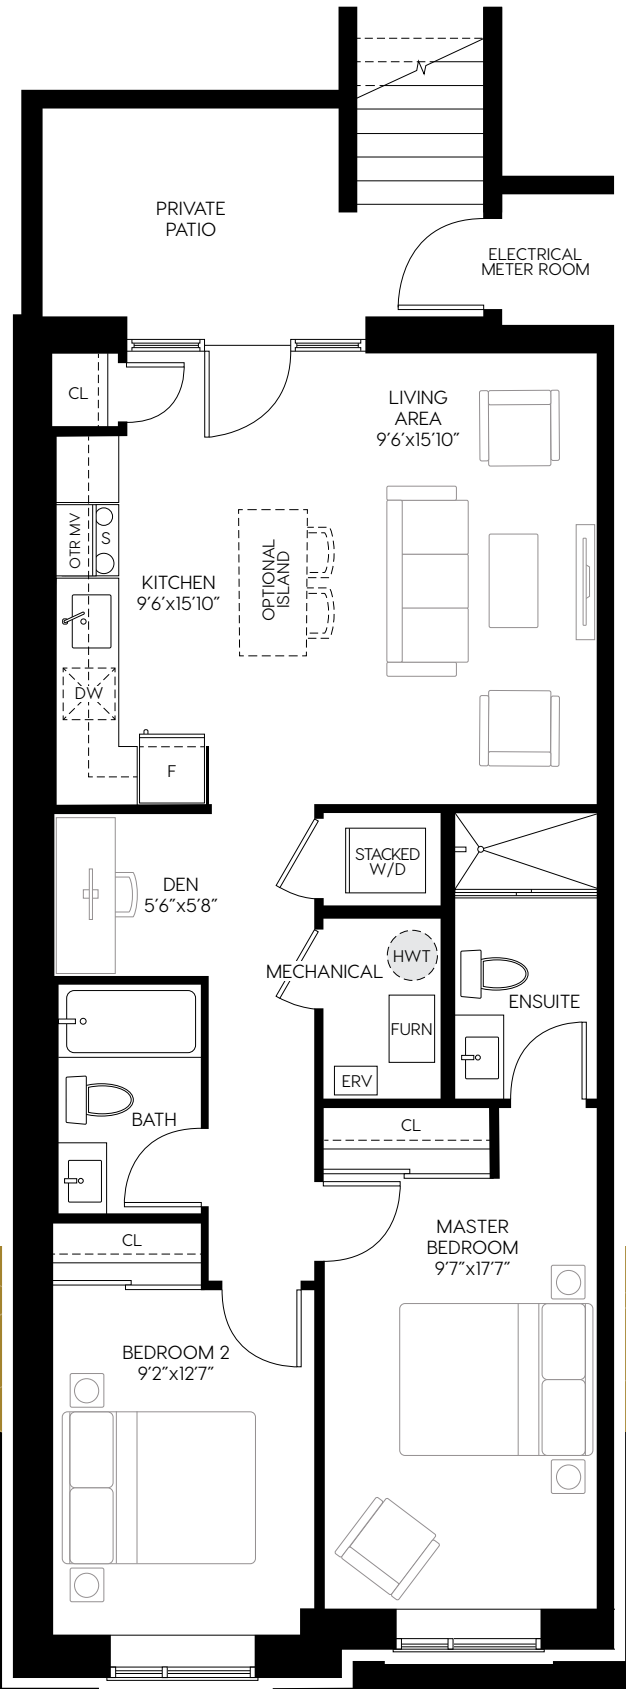 PRIVATE
PATIO
ELECTRICAL
METER ROOM
CL
LIVING
AREA
9'6'x15'10"
OTR MV
S
KITCHEN
9'6'x15'10"
OPTIONAL
ISLAND
DW
F
STACKED
W/D
DEN
5'6"x5'8"
MECHANICAL
HWT
ENSUITE
FURN
ERV
BATH
CL
CL
MASTER
BEDROOM
9'7"x17'7"
BEDROOM 2
9'2"x12'7"